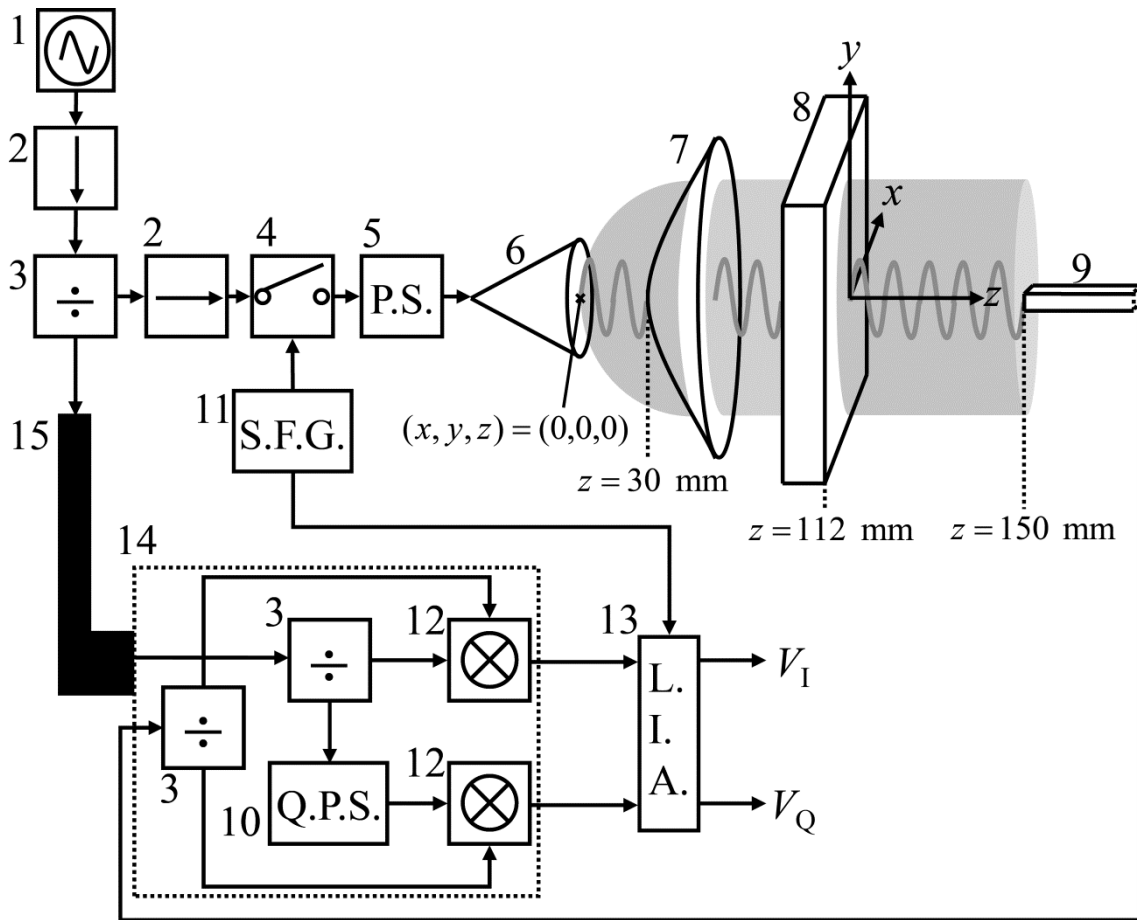 1
2
3
÷
2
4
5
P.S.
6
7
8
y
x
z
9
(x, y, z) = (0,0,0)
z = 30 mm
z = 112 mm
z = 150 mm
11
S.F.G.
15
14
3
÷
12
13
L.
I.
A.
V_I
÷
3
10
Q.P.S.
12
V_Q